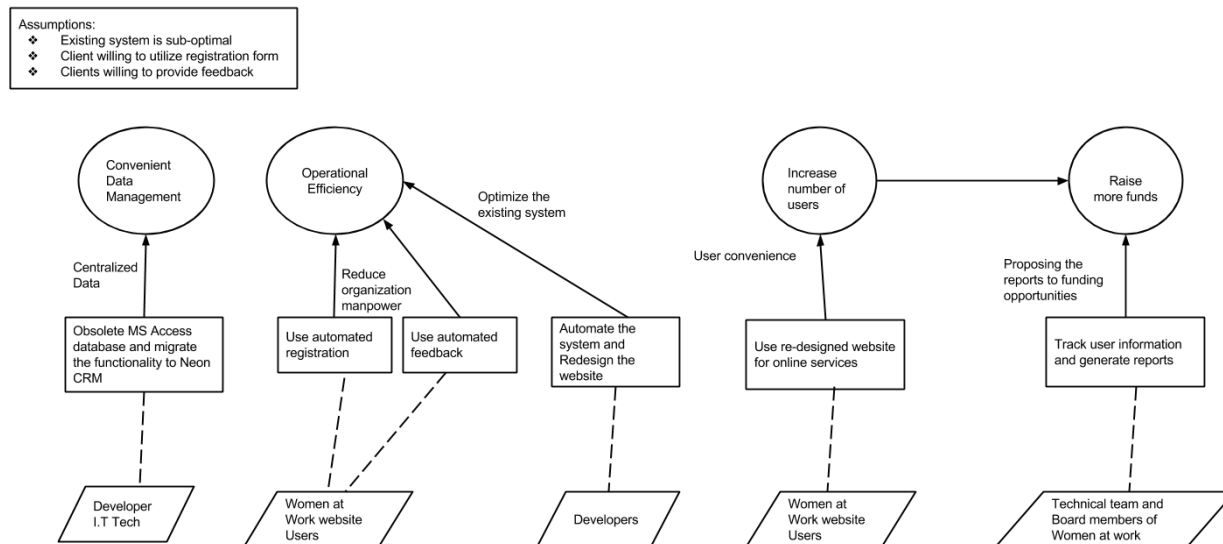 Assumptions:
❖ Existing system is sub-optimal
❖ Client willing to utilize registration form
❖ Clients willing to provide feedback
Convenient
Data
Management
Operational
Efficiency
Optimize the
existing system
Increase
number of
users
Raise
more funds
Centralized
Data
Reduce
organization
manpower
User convenience
Proposing the
reports to funding
opportunities
Obsolete MS Access
database and migrate
the functionality to Neon
CRM
Use automated
registration
Use automated
feedback
Automate the
system and
Redesign the
website
Use re-designed website
for online services
Track user information
and generate reports
Developer
I.T Tech
Women at
Work website
Users
Developers
Women at
Work website
Users
Technical team and
Board members of
Women at work